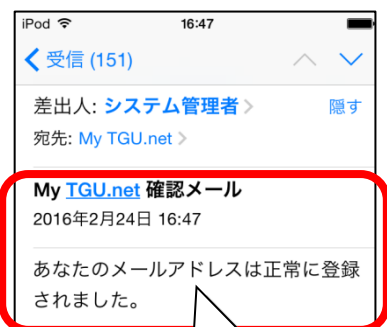 iPod 16:47
受信 (151)
差出人: システム管理者 隠す
宛先: My TGU.net
My TGU.net 確認メール
2016年2月24日 16:47
あなたのメールアドレスは正常に登録
されました。